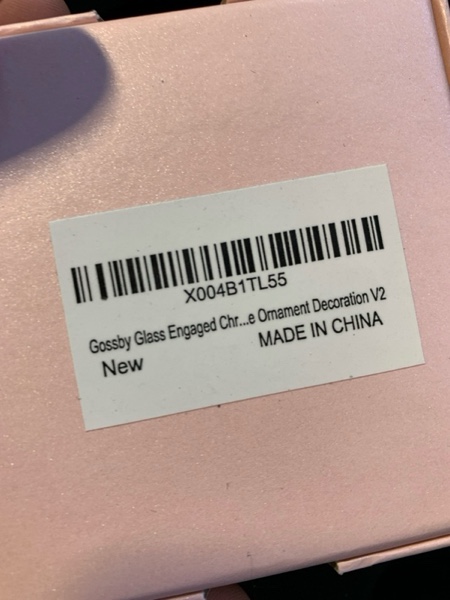 X004B1TL55
Gossby Glass Engaged Chr...e Ornament Decoration V2
New
MADE IN CHINA